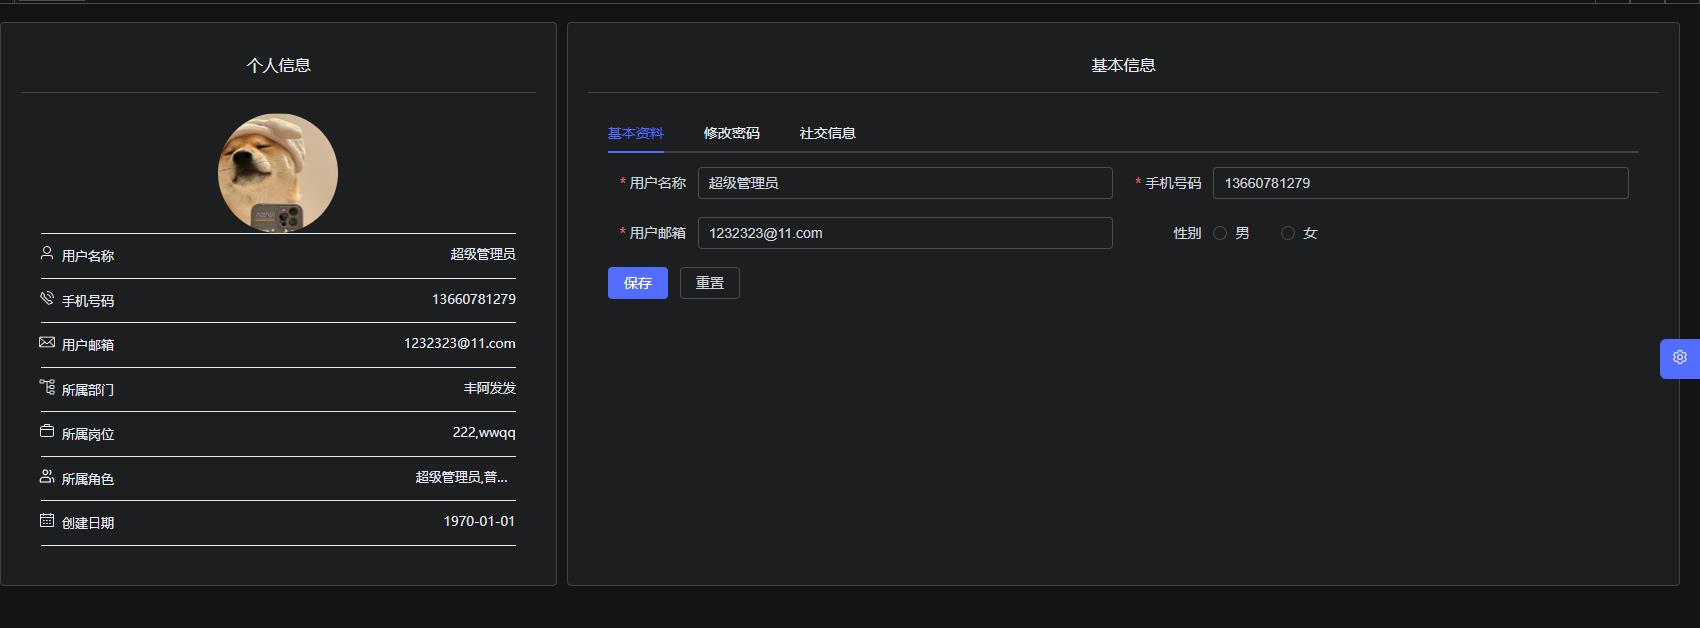 个人信息
用户名称 超级管理员
手机号码 13660781279
用户邮箱 1232323@11.com
所属部门 丰阿发发
所属岗位 222,wwqq
所属角色 超级管理员,普...
创建日期 1970-01-01
基本信息
基本资料 修改密码 社交信息
* 用户名称 超级管理员 * 手机号码 13660781279
* 用户邮箱 1232323@11.com 性别 男 女
保存 重置